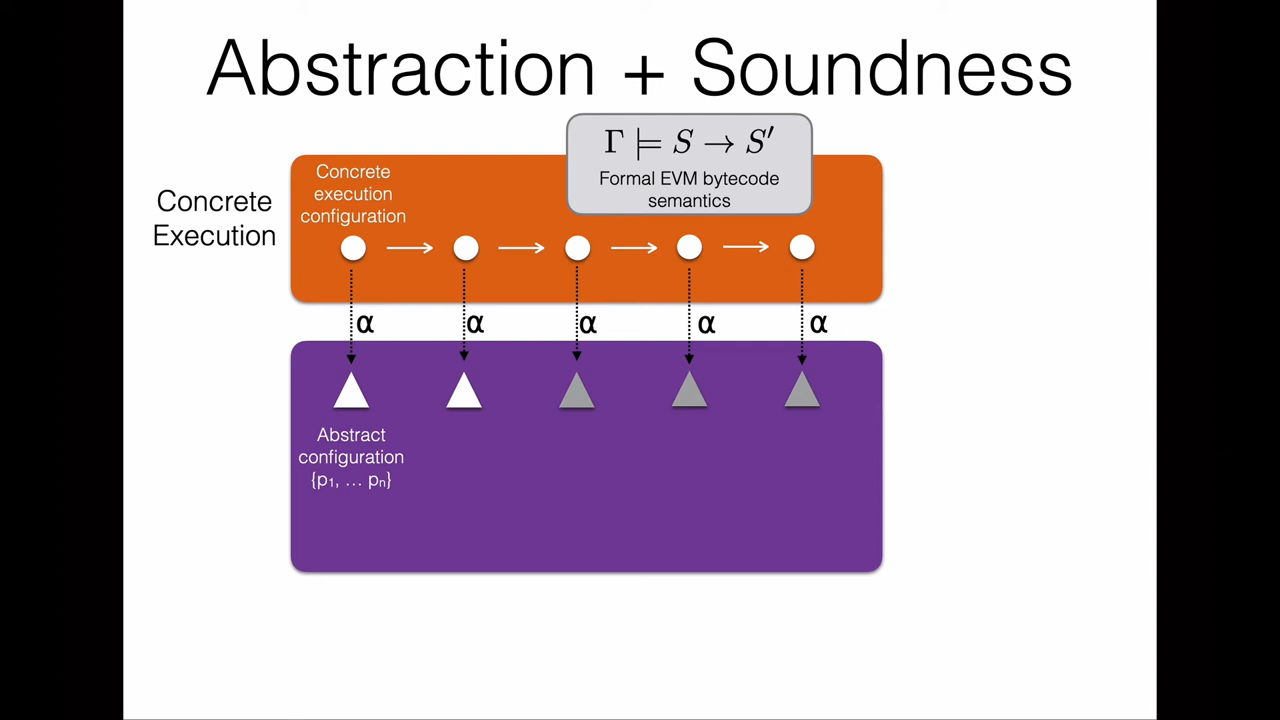 Abstraction + Soundness
Γ ⊨ S → S′
Formal EVM bytecode
semantics
Concrete
Execution
Concrete
execution
configuration
α α α α α
Abstract
configuration
{p₁, … pₙ}